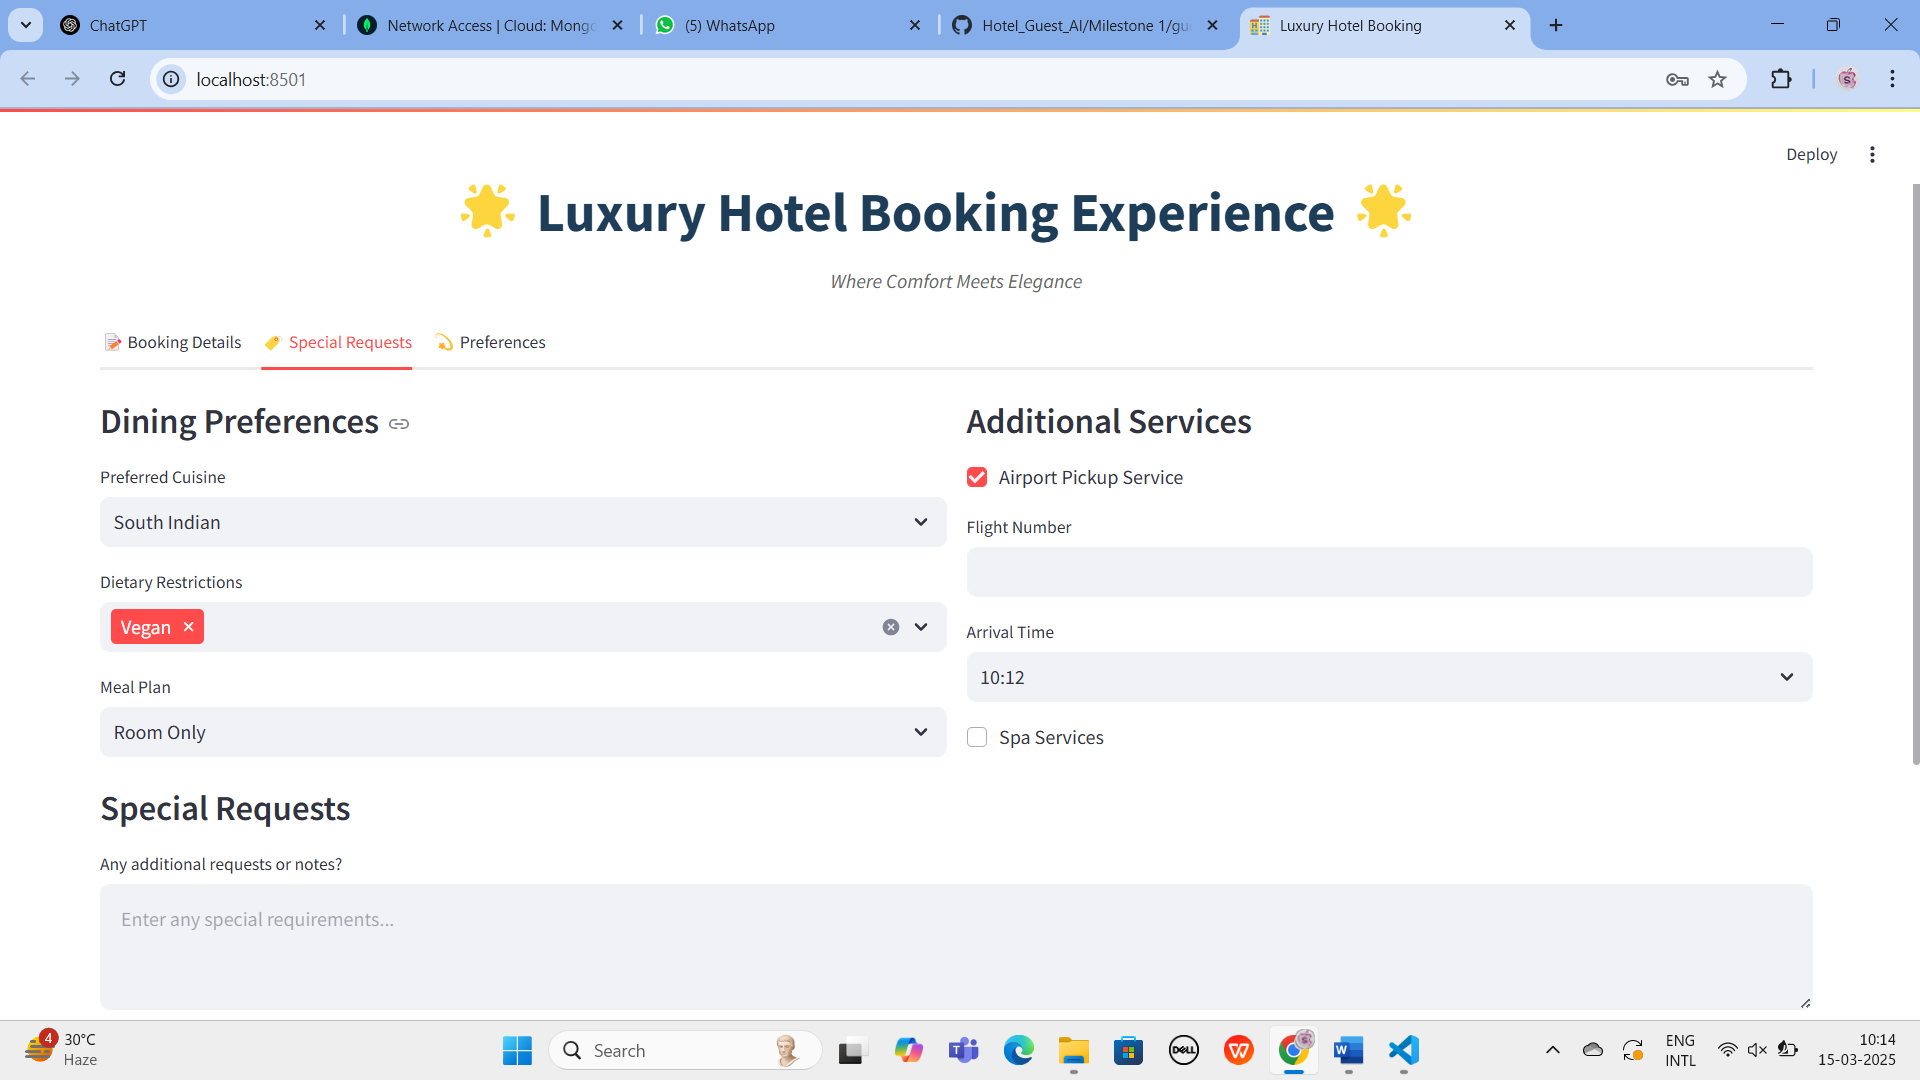 ChatGPT
Network Access | Cloud: Mong
(5) WhatsApp
Hotel_Guest_AI/Milestone 1/gu
Luxury Hotel Booking
localhost:8501
Deploy
Luxury Hotel Booking Experience
Where Comfort Meets Elegance
Booking Details
Special Requests
Preferences
Dining Preferences
Preferred Cuisine
South Indian
Dietary Restrictions
Vegan
Meal Plan
Room Only
Additional Services
Airport Pickup Service
Flight Number
Arrival Time
10:12
Spa Services
Special Requests
Any additional requests or notes?
Enter any special requirements...
4
30°C
Haze
Search
DELL
W
W
S
ENG
INTL
10:14
15-03-2025